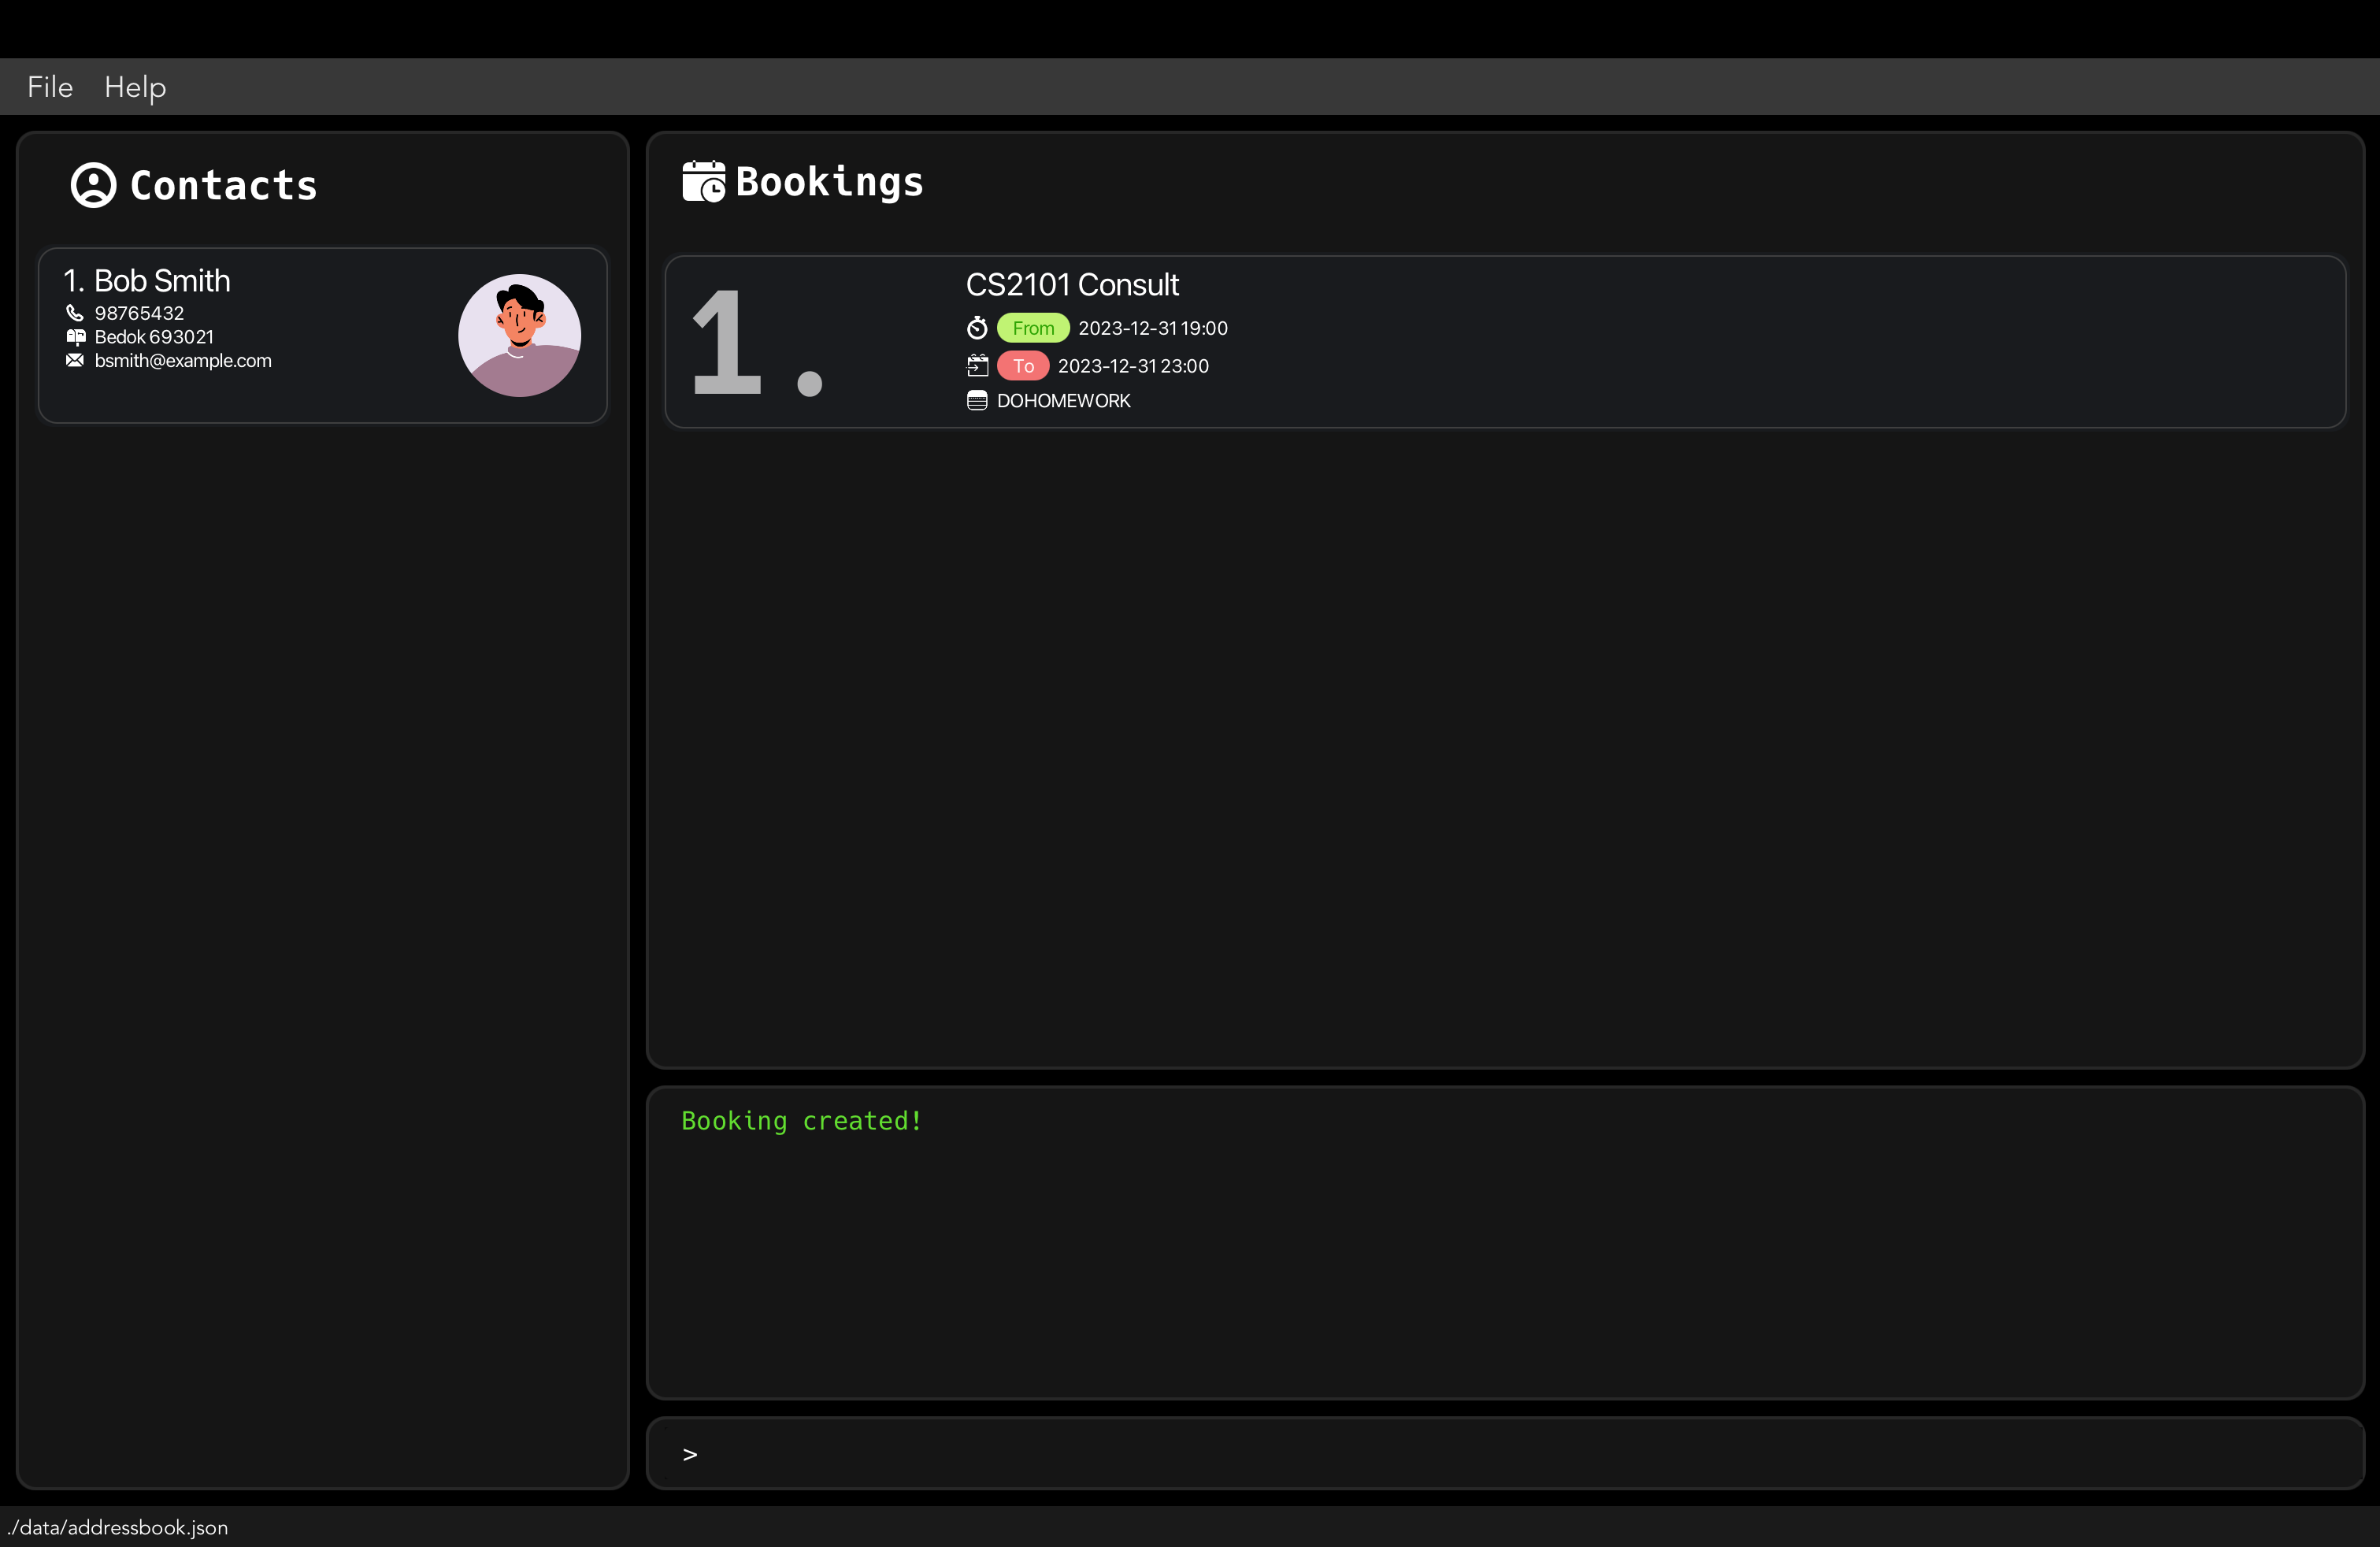 File Help
Contacts
1. Bob Smith
98765432
Bedok 693021
bsmith@example.com
Bookings
1.
CS2101 Consult
From 2023-12-31 19:00
To 2023-12-31 23:00
DOHOMEWORK
Booking created!
>
./data/addressbook.json